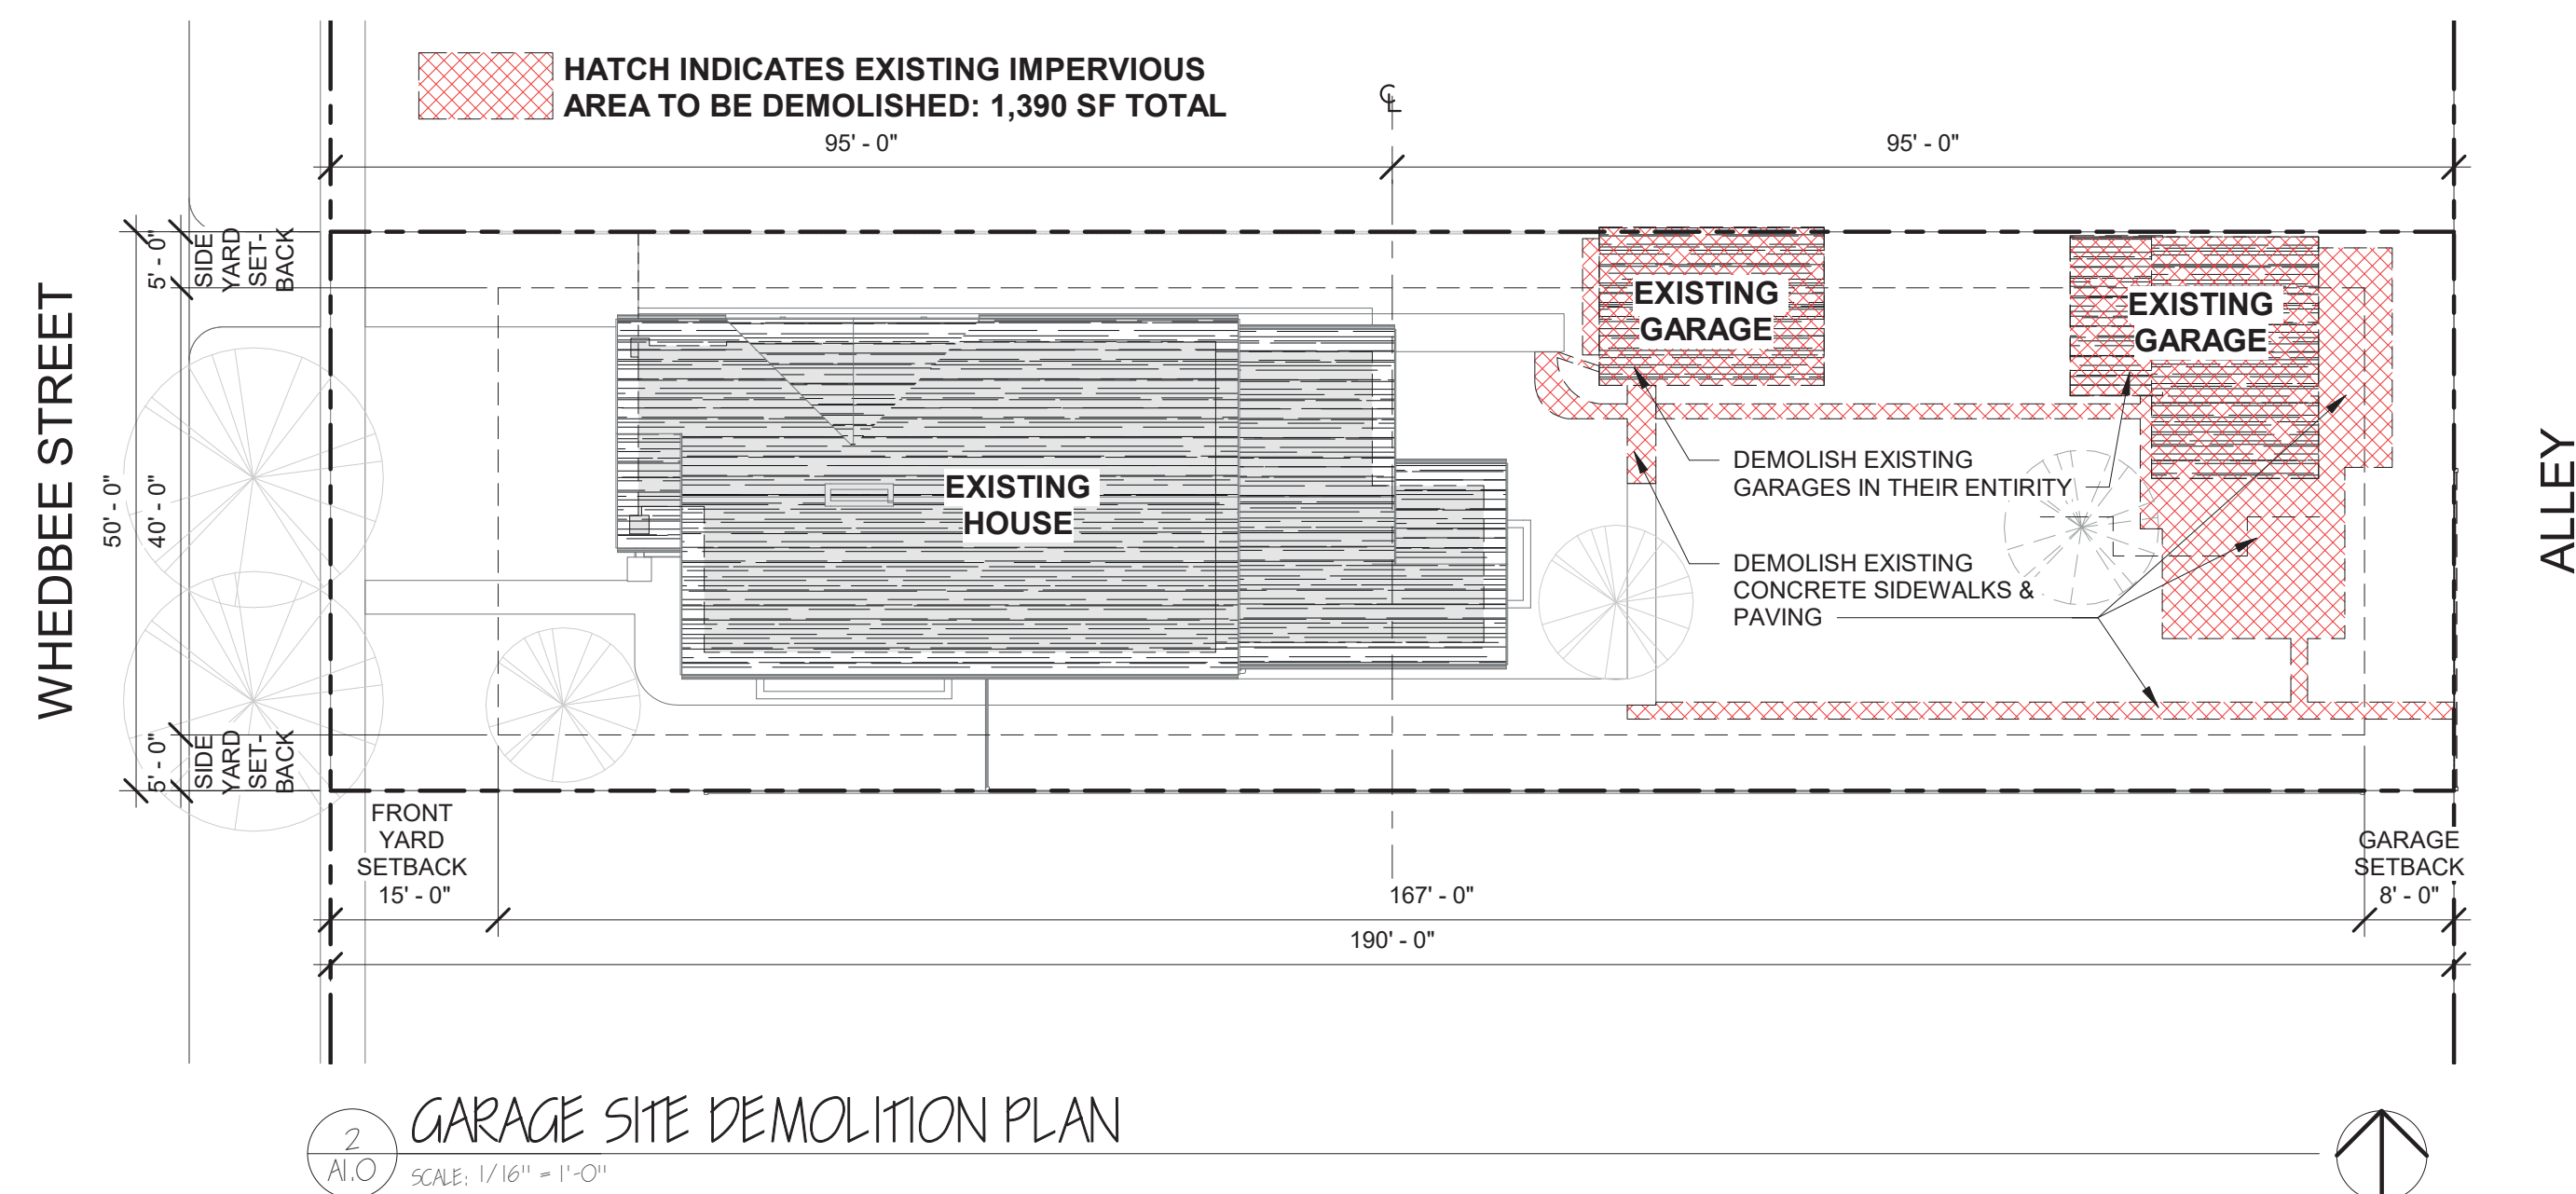 HATCH INDICATES EXISTING IMPERVIOUS
AREA TO BE DEMOLISHED: 1,390 SF TOTAL
℄
95' - 0"
95' - 0"
WHEDBEE STREET
50' - 0"
5' - 0"
40' - 0"
5' - 0"
SIDE
YARD
SET-
BACK
SIDE
YARD
SET-
BACK
EXISTING
HOUSE
EXISTING
GARAGE
EXISTING
GARAGE
DEMOLISH EXISTING
GARAGES IN THEIR ENTIRITY
DEMOLISH EXISTING
CONCRETE SIDEWALKS &
PAVING
ALLEY
FRONT
YARD
SETBACK
15' - 0"
167' - 0"
GARAGE
SETBACK
8' - 0"
190' - 0"
2
A1.0
GARAGE SITE DEMOLITION PLAN
SCALE: 1/16" = 1'-0"